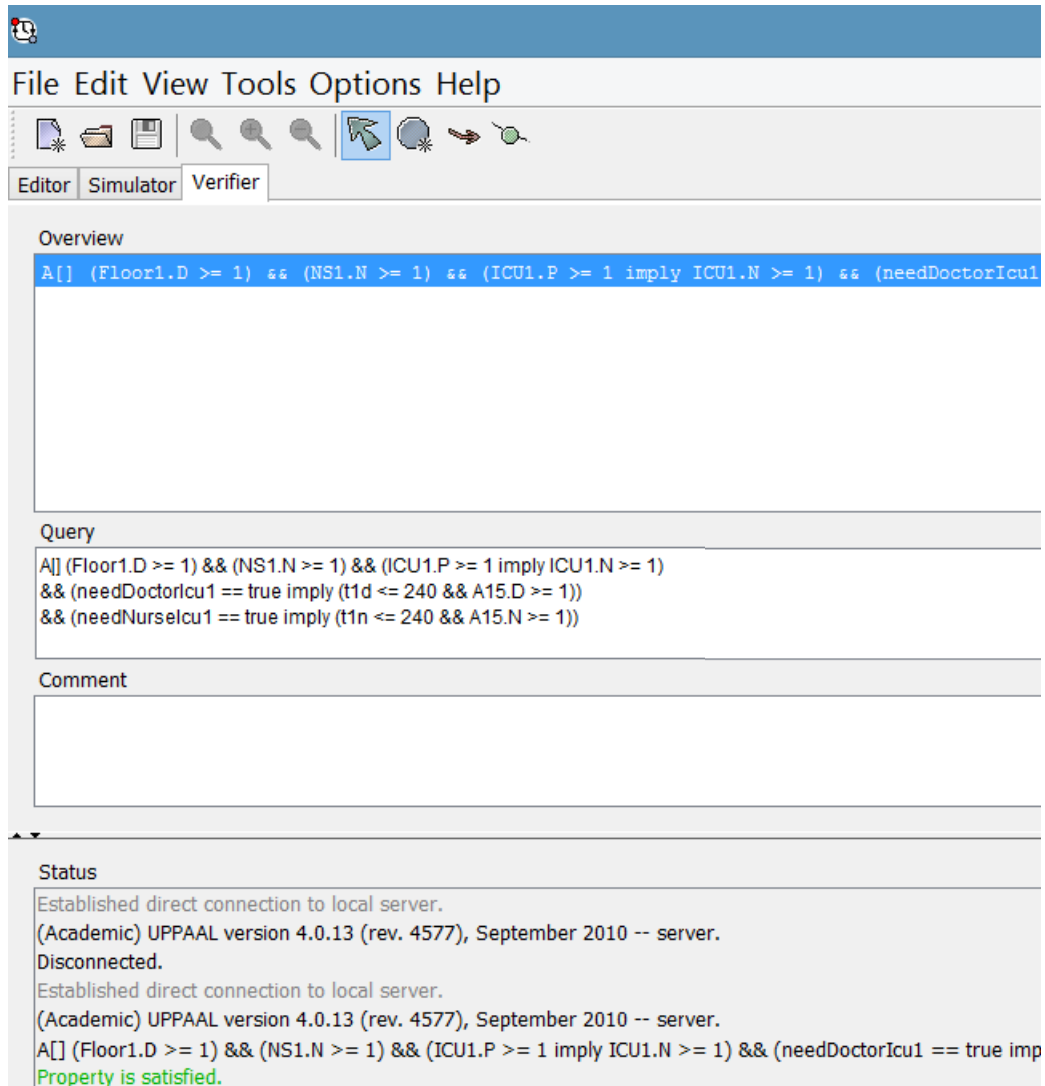 File Edit View Tools Options Help
Editor Simulator Verifier
Overview
A[] (Floor1.D >= 1) && (NS1.N >= 1) && (ICU1.P >= 1 imply ICU1.N >= 1) && (needDoctorIcu1
Query
A[] (Floor1.D >= 1) && (NS1.N >= 1) && (ICU1.P >= 1 imply ICU1.N >= 1)
&& (needDoctorIcu1 == true imply (t1d <= 240 && A15.D >= 1))
&& (needNurseIcu1 == true imply (t1n <= 240 && A15.N >= 1))
Comment
Status
Established direct connection to local server.
(Academic) UPPAAL version 4.0.13 (rev. 4577), September 2010 -- server.
Disconnected.
Established direct connection to local server.
(Academic) UPPAAL version 4.0.13 (rev. 4577), September 2010 -- server.
A[] (Floor1.D >= 1) && (NS1.N >= 1) && (ICU1.P >= 1 imply ICU1.N >= 1) && (needDoctorIcu1 == true imp
Property is satisfied.